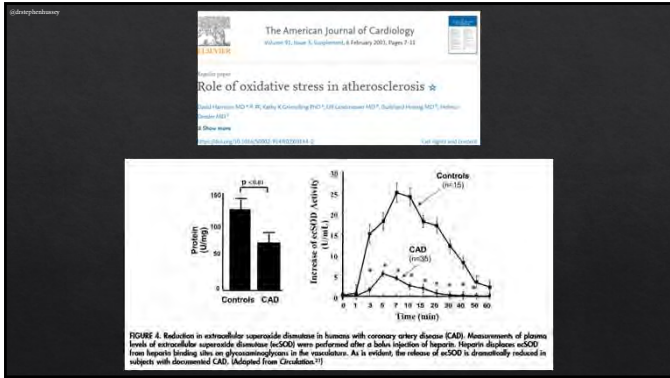 @drstephenhussey
ELSEVIER
The American Journal of Cardiology
Volume 91, Issue 3, Supplement, 6 February 2003, Pages 7-11
Role of oxidative stress in atherosclerosis
Show more
Get rights and content
p <0.01
150
100
50
0
Protein
(U/mg)
Controls CAD
Increase of ecSOD Activity
(U/mL)
30
25
20
15
10
5
0
Controls
(n=15)
CAD
(n=35)
0 1 3 5 7 10 15 20 30 40 50 60
Time (min)
FIGURE 4. Reduction in extracellular superoxide dismutase in humans with coronary artery disease (CAD). Measurements of plasma
levels of extracellular superoxide dismutase (ecSOD) were performed after a bolus injection of heparin. Heparin displaces ecSOD
from heparin binding sites on glycosaminoglycans in the vasculature. As is evident, the release of ecSOD is dramatically reduced in
subjects with documented CAD. (Adapted from Circulation.